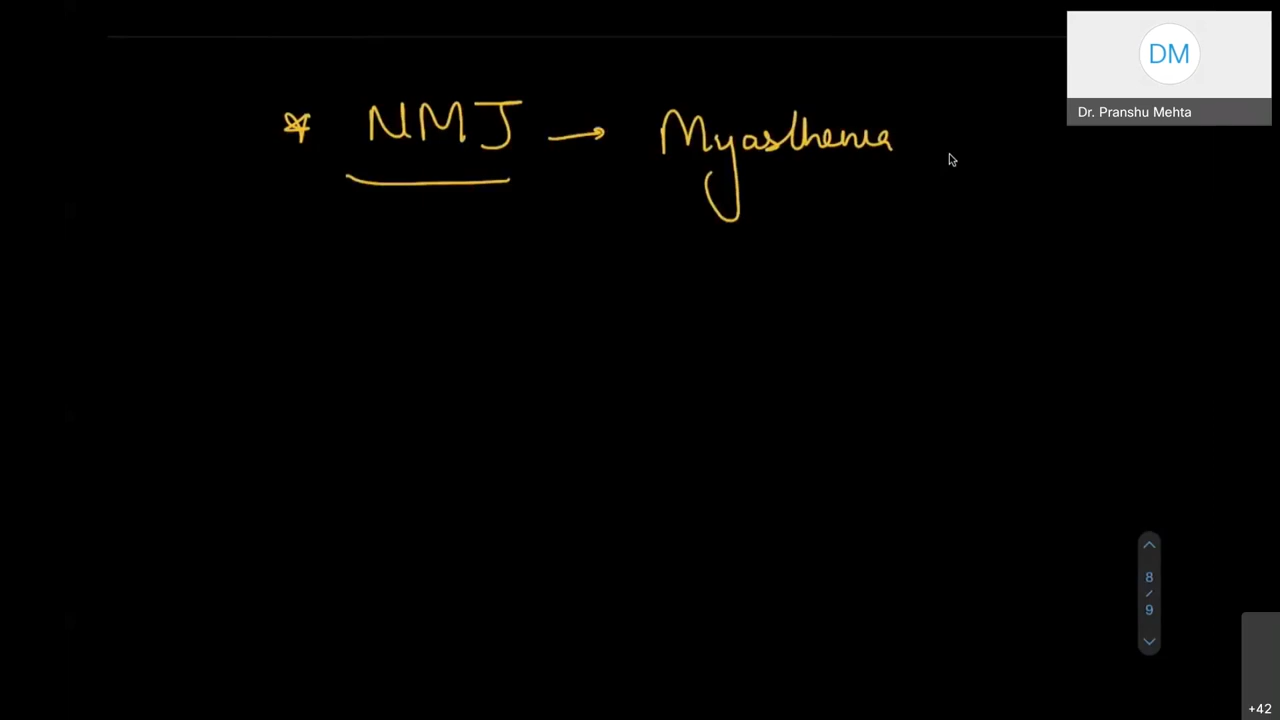 DM
Dr. Pranshu Mehta
* NMJ → Myasthenia
8
/
9
+42